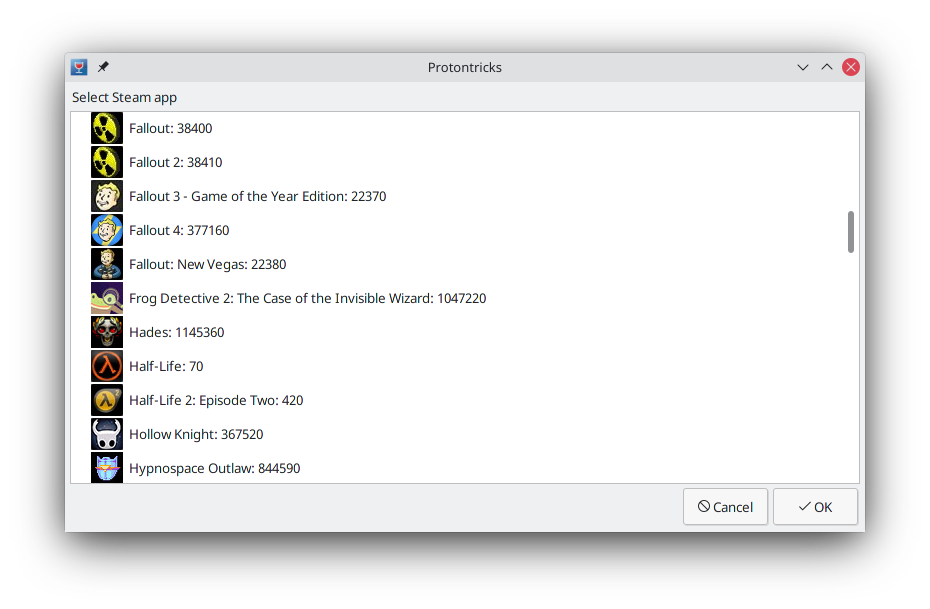 Protontricks
Select Steam app
Fallout: 38400
Fallout 2: 38410
Fallout 3 - Game of the Year Edition: 22370
Fallout 4: 377160
Fallout: New Vegas: 22380
Frog Detective 2: The Case of the Invisible Wizard: 1047220
Hades: 1145360
Half-Life: 70
Half-Life 2: Episode Two: 420
Hollow Knight: 367520
Hypnospace Outlaw: 844590
Cancel
OK